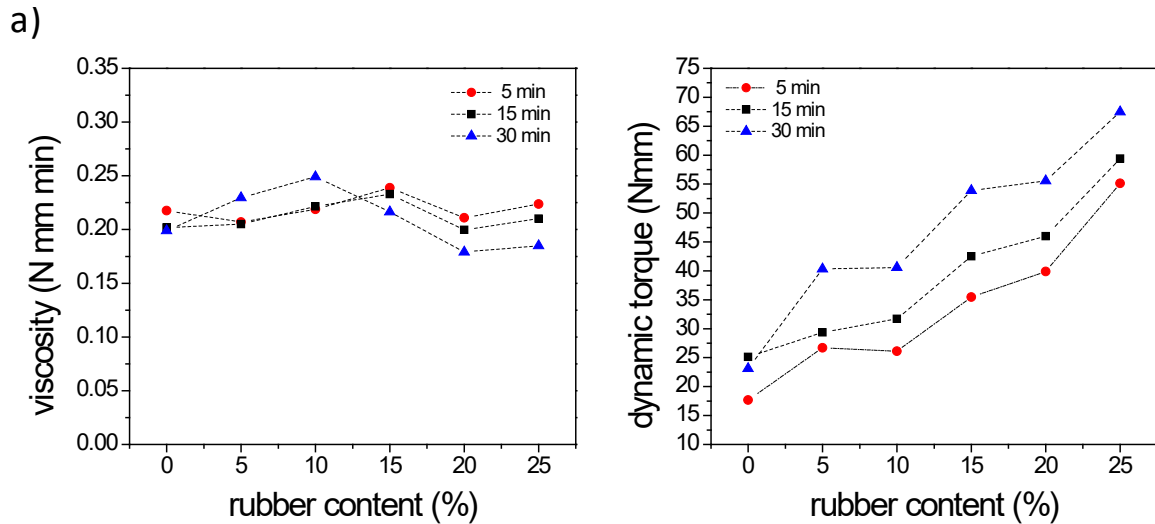 a)
viscosity (N mm min)
0.35
0.30
0.25
0.20
0.15
0.10
0.05
0.00
5 min
15 min
30 min
0 5 10 15 20 25
rubber content (%)
dynamic torque (Nmm)
75
70
65
60
55
50
45
40
35
30
25
20
15
10
5 min
15 min
30 min
0 5 10 15 20 25
rubber content (%)